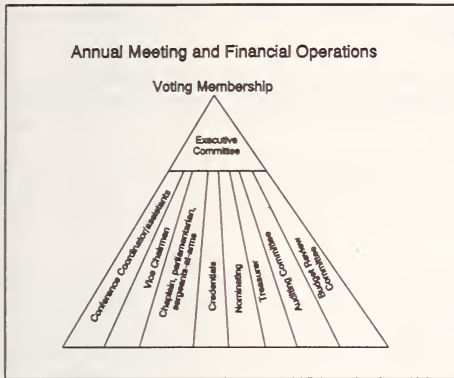 Annual Meeting and Financial Operations
Voting Membership
Executive
Committee
Conference Coordinator/assistants
Vice Chairman
Chaplain, parliamentarian,
sergeants-at-arms
Credentials
Nominating
Treasurer
Auditing Committee
Budget Review
Committee